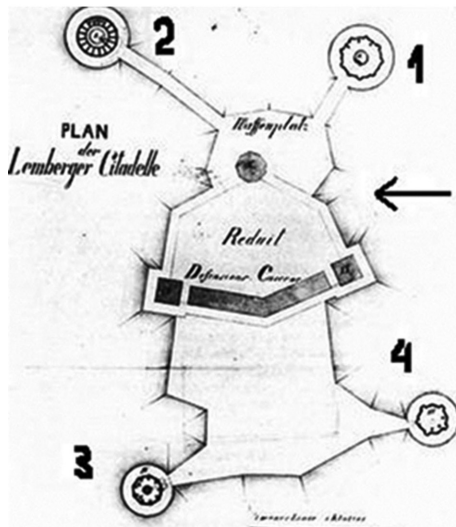 2
1
PLAN
der
Lemberger Citadelle
Waffenplatz
Reduit
Defensions Caserne
4
3